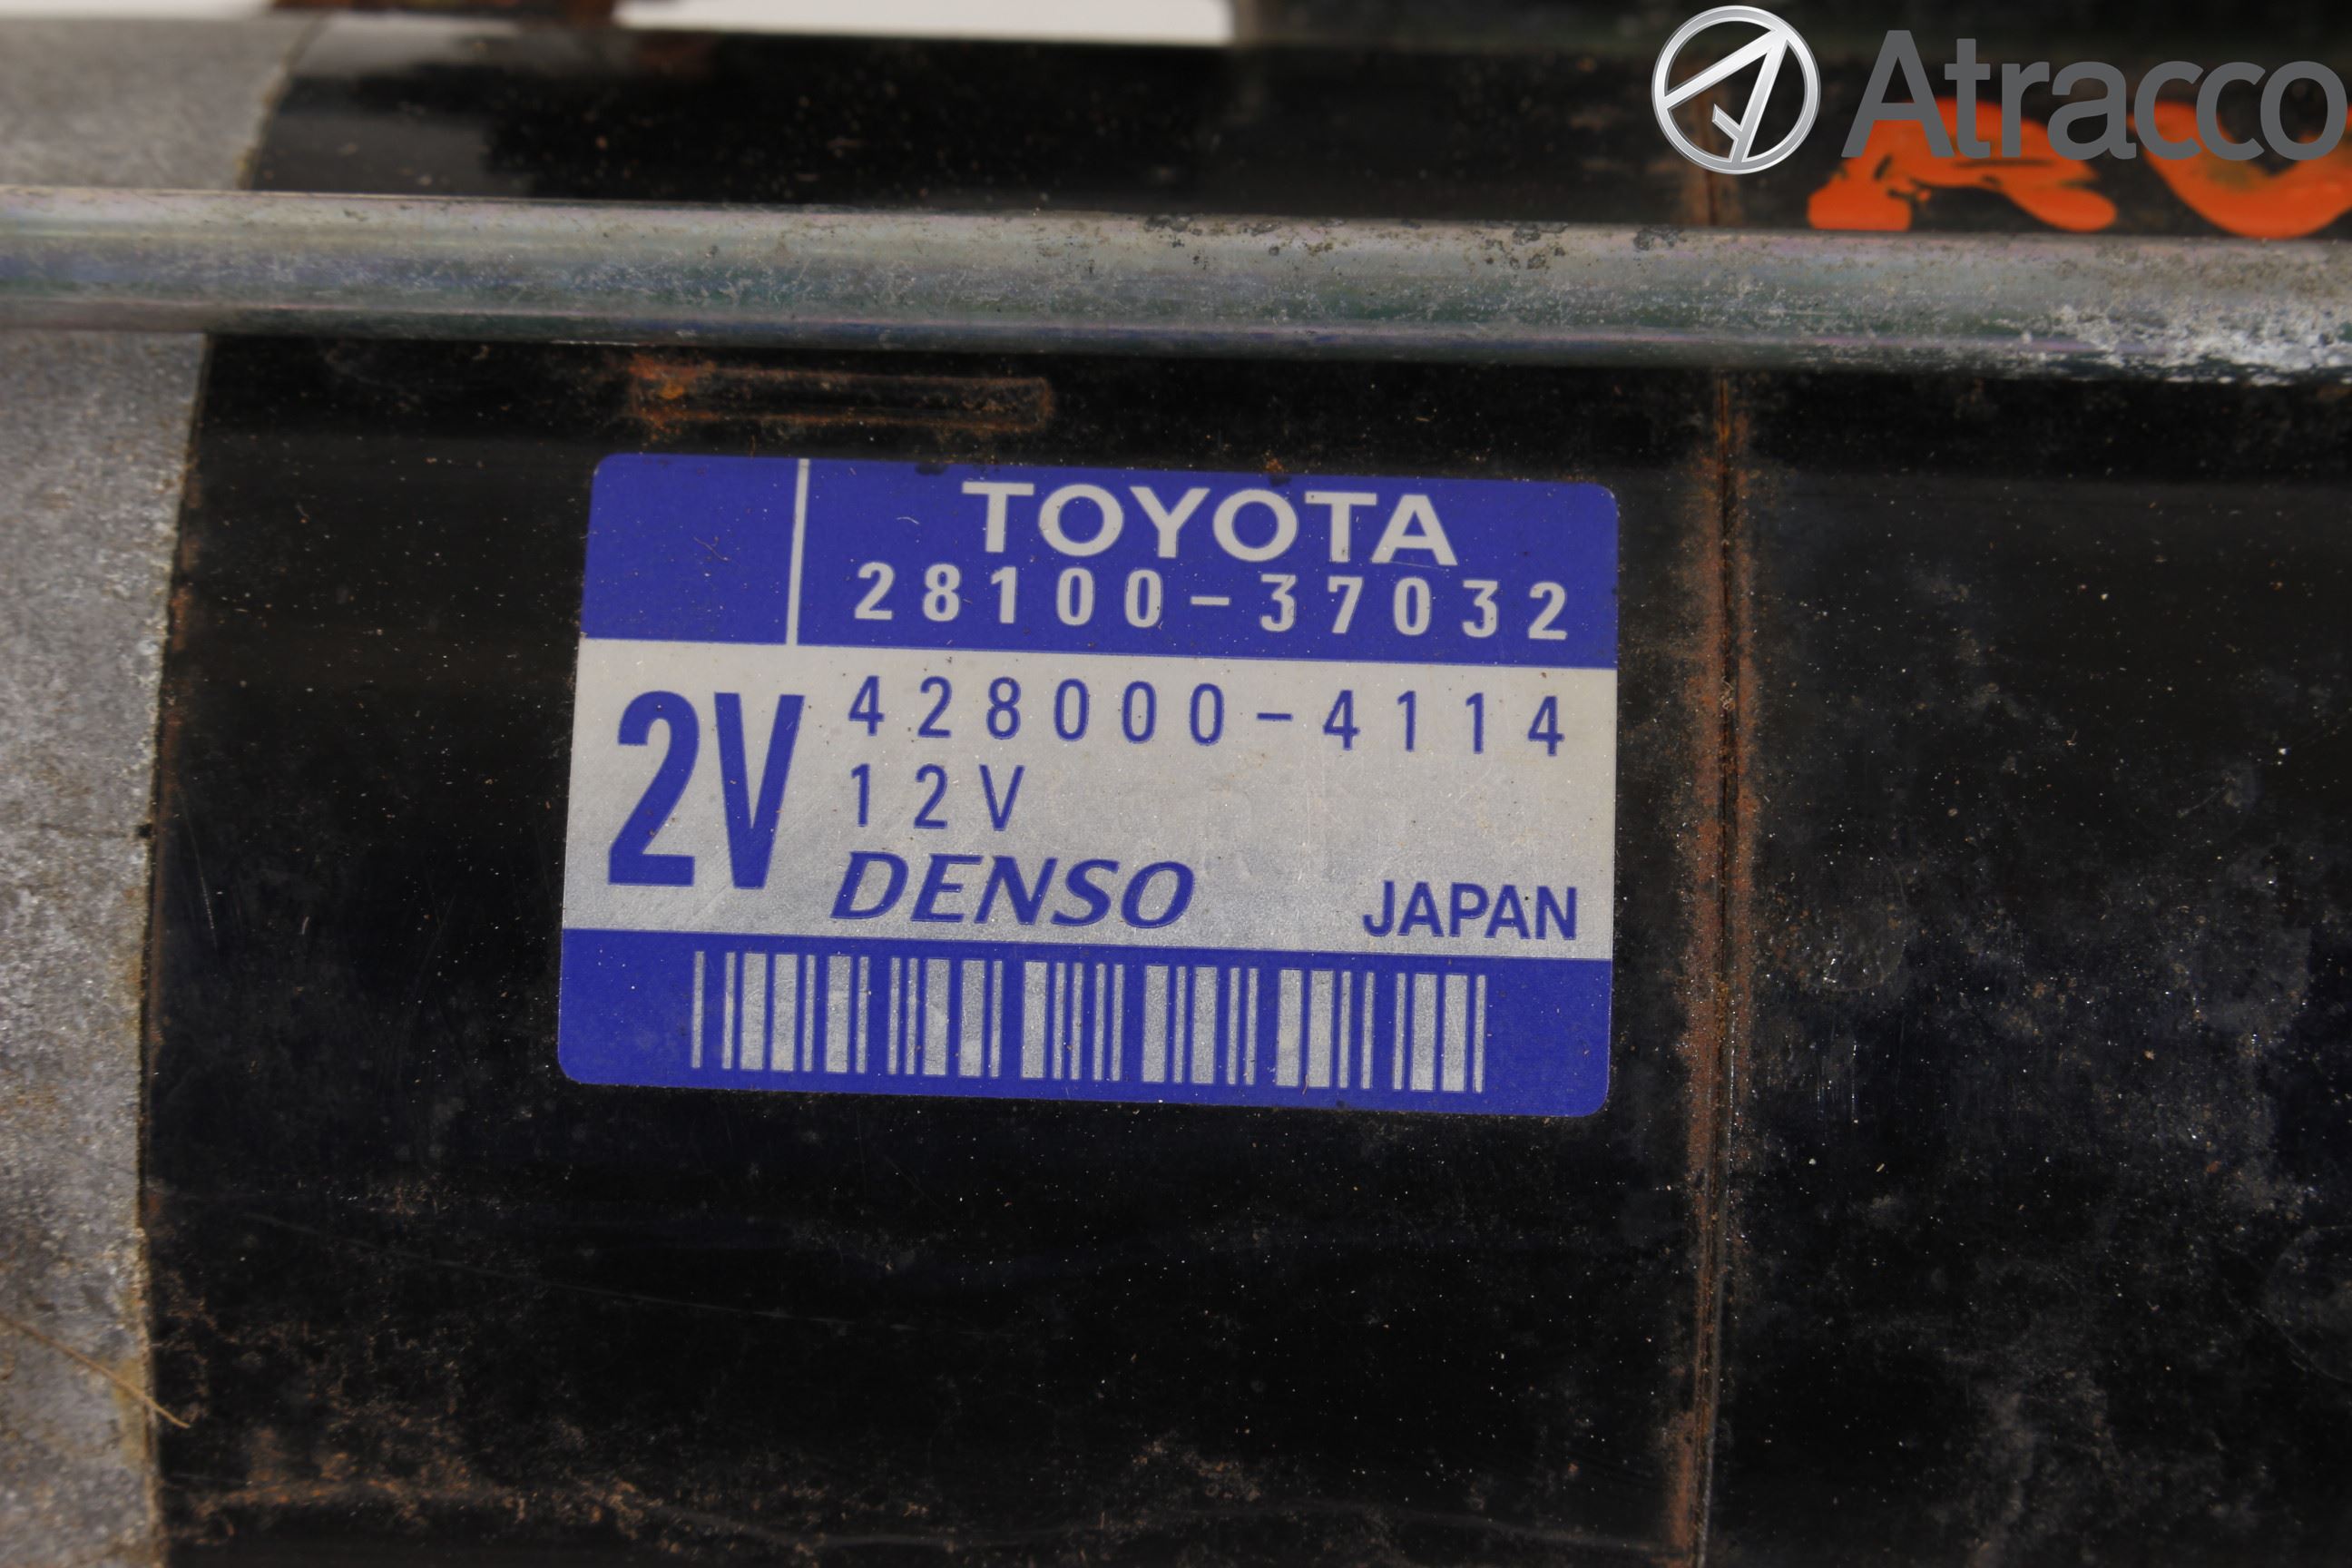 Atracco
TOYOTA
28100-37032
2V
428000-4114
12V
DENSO JAPAN